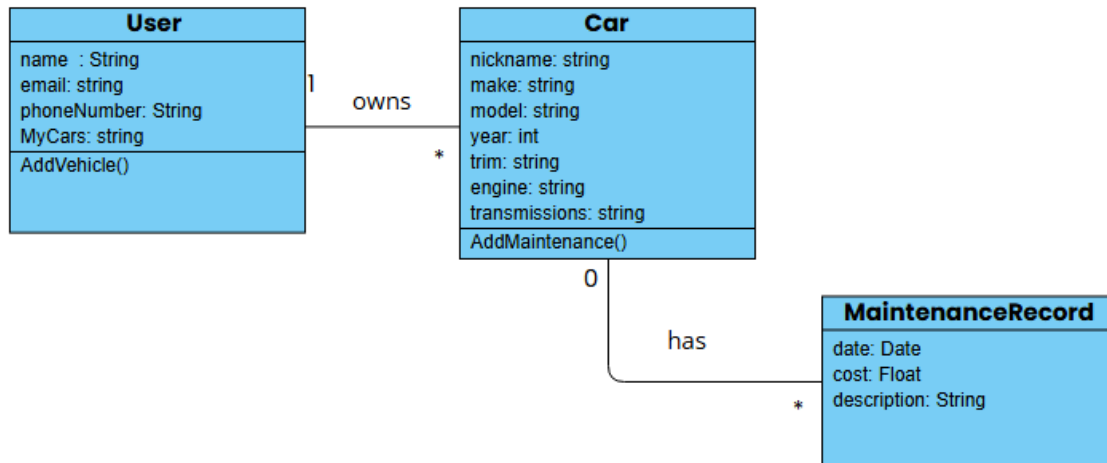 User
name : String
email: string
phoneNumber: String
MyCars: string
AddVehicle()
1
owns
*
Car
nickname: string
make: string
model: string
year: int
trim: string
engine: string
transmissions: string
AddMaintenance()
0
has
*
MaintenanceRecord
date: Date
cost: Float
description: String